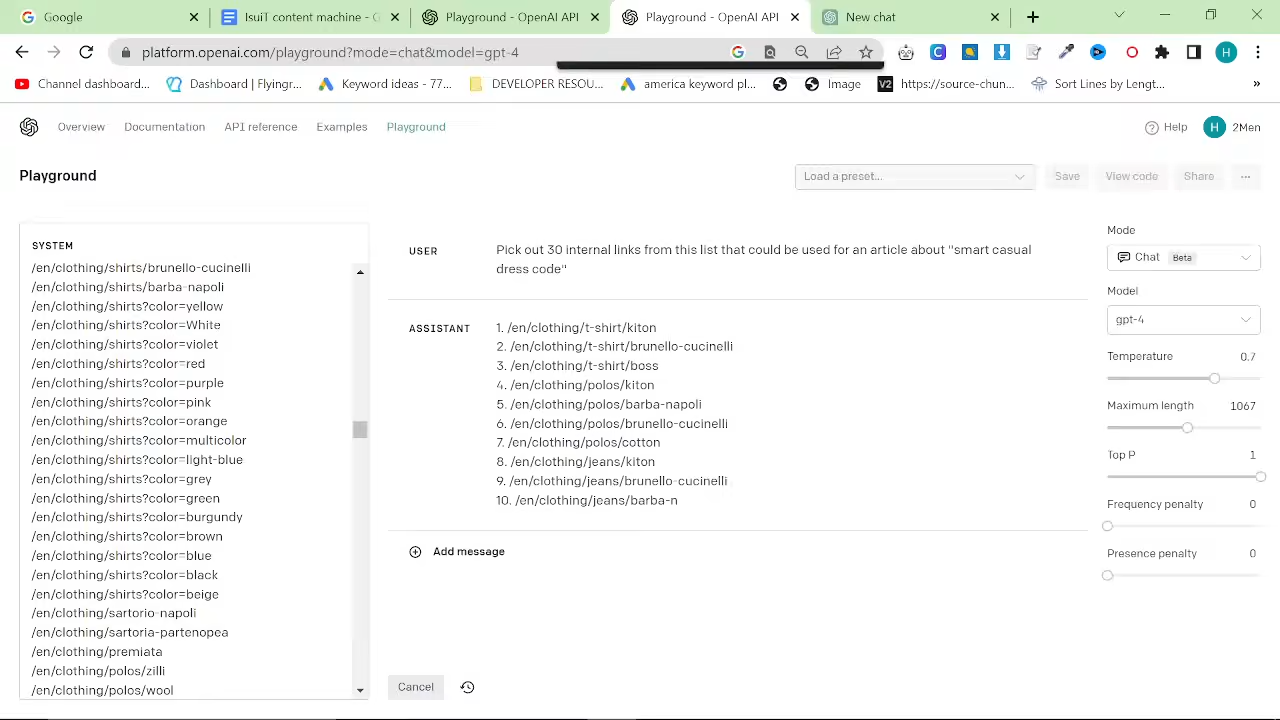 Google
IsuiT content machine - G
Playground - OpenAI API
Playground - OpenAI API
New chat
platform.openai.com/playground?mode=chat&model=gpt-4
H
Channel dashboard...
Dashboard | Flyingr...
Keyword ideas - 77...
DEVELOPER RESOU...
america keyword pl...
Image
V2
https://source-chun...
Sort Lines by Lengt...
»
Overview
Documentation
API reference
Examples
Playground
Help
H
2Men
Playground
Load a preset...
Save
View code
Share
...
SYSTEM
/en/clothing/shirts/brunello-cucinelli
/en/clothing/shirts/barba-napoli
/en/clothing/shirts?color=yellow
/en/clothing/shirts?color=White
/en/clothing/shirts?color=violet
/en/clothing/shirts?color=red
/en/clothing/shirts?color=purple
/en/clothing/shirts?color=pink
/en/clothing/shirts?color=orange
/en/clothing/shirts?color=multicolor
/en/clothing/shirts?color=light-blue
/en/clothing/shirts?color=grey
/en/clothing/shirts?color=green
/en/clothing/shirts?color=burgundy
/en/clothing/shirts?color=brown
/en/clothing/shirts?color=blue
/en/clothing/shirts?color=black
/en/clothing/shirts?color=beige
/en/clothing/sartorio-napoli
/en/clothing/sartoria-partenopea
/en/clothing/premiata
/en/clothing/polos/zilli
/en/clothing/polos/wool
USER
Pick out 30 internal links from this list that could be used for an article about "smart casual
dress code"
ASSISTANT
1. /en/clothing/t-shirt/kiton
2. /en/clothing/t-shirt/brunello-cucinelli
3. /en/clothing/t-shirt/boss
4. /en/clothing/polos/kiton
5. /en/clothing/polos/barba-napoli
6. /en/clothing/polos/brunello-cucinelli
7. /en/clothing/polos/cotton
8. /en/clothing/jeans/kiton
9. /en/clothing/jeans/brunello-cucinelli
10. /en/clothing/jeans/barba-n
Add message
Cancel
Mode
Chat Beta
Model
gpt-4
Temperature 0.7
Maximum length 1067
Top P 1
Frequency penalty 0
Presence penalty 0